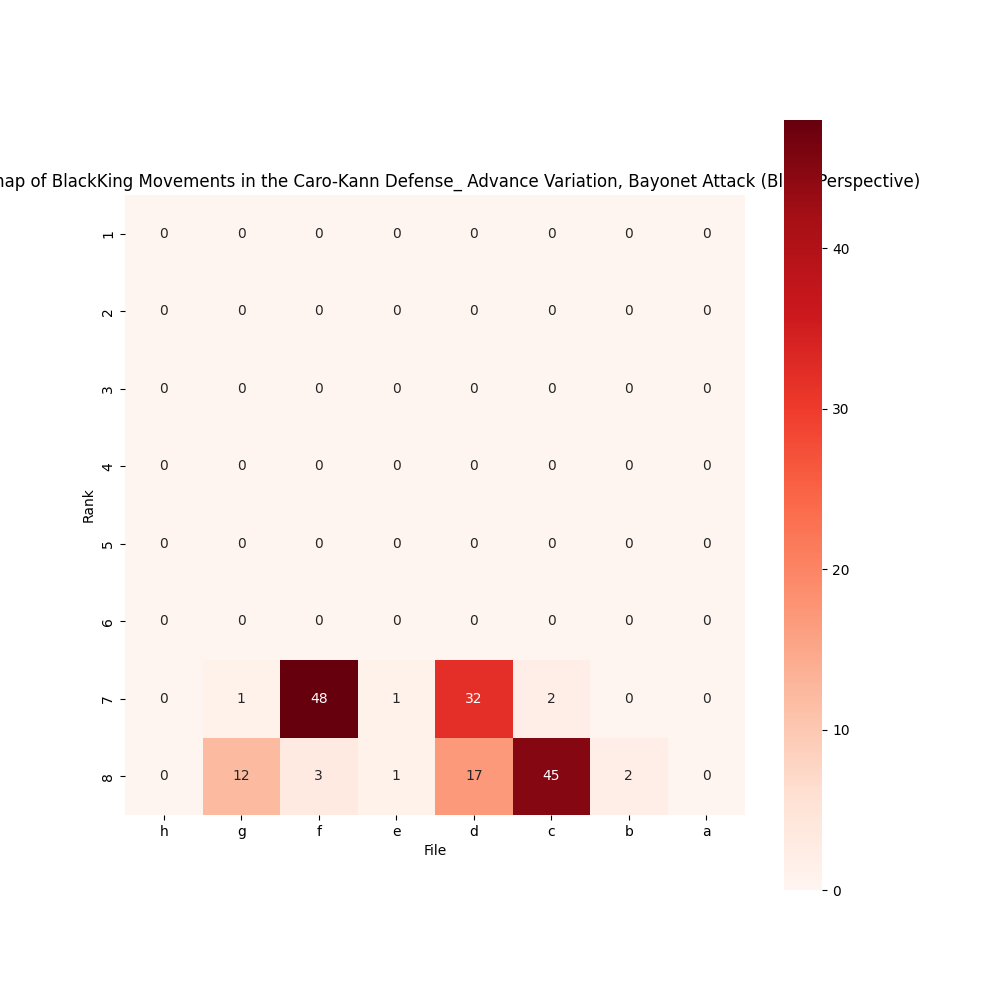 map of BlackKing Movements in the Caro-Kann Defense_ Advance Variation, Bayonet Attack (Bl Perspective)
1 0 0 0 0 0 0 0 0
2 0 0 0 0 0 0 0 0
3 0 0 0 0 0 0 0 0
4 0 0 0 0 0 0 0 0
5 0 0 0 0 0 0 0 0
6 0 0 0 0 0 0 0 0
7 0 1 48 1 32 2 0 0
8 0 12 3 1 17 45 2 0
h g f e d c b a
File
Rank
40
30
20
10
0